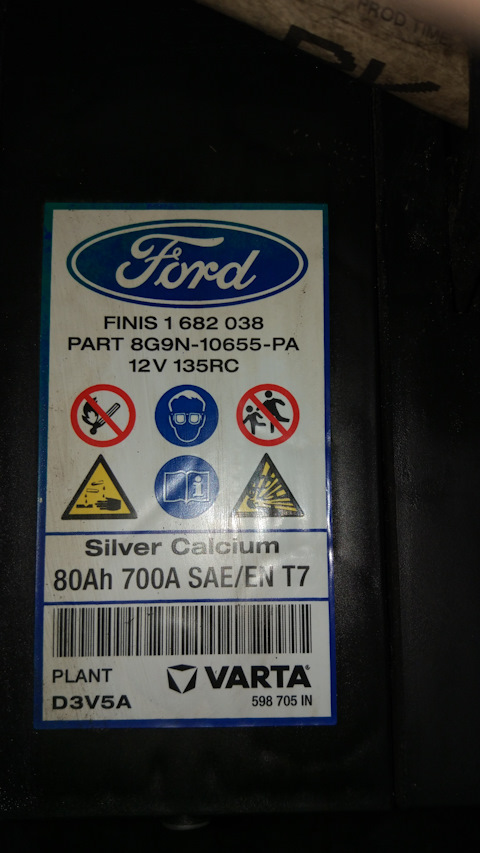 PROD TIME
Ford
FINIS 1 682 038
PART 8G9N-10655-PA
12V 135RC
Silver Calcium
80Ah 700A SAE/EN T7
PLANT
VARTA®
D3V5A
598 705 IN